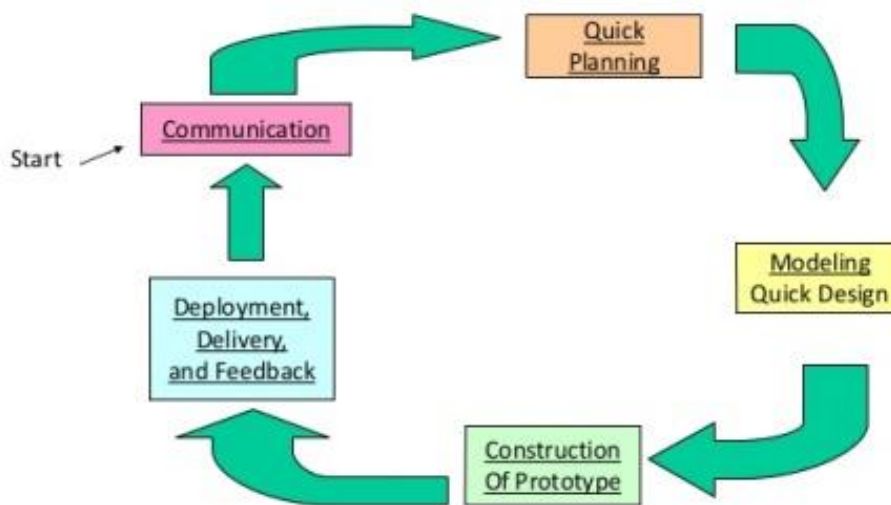 Quick
Planning
Communication
Start
Modeling
Quick Design
Deployment,
Delivery,
and Feedback
Construction
Of Prototype